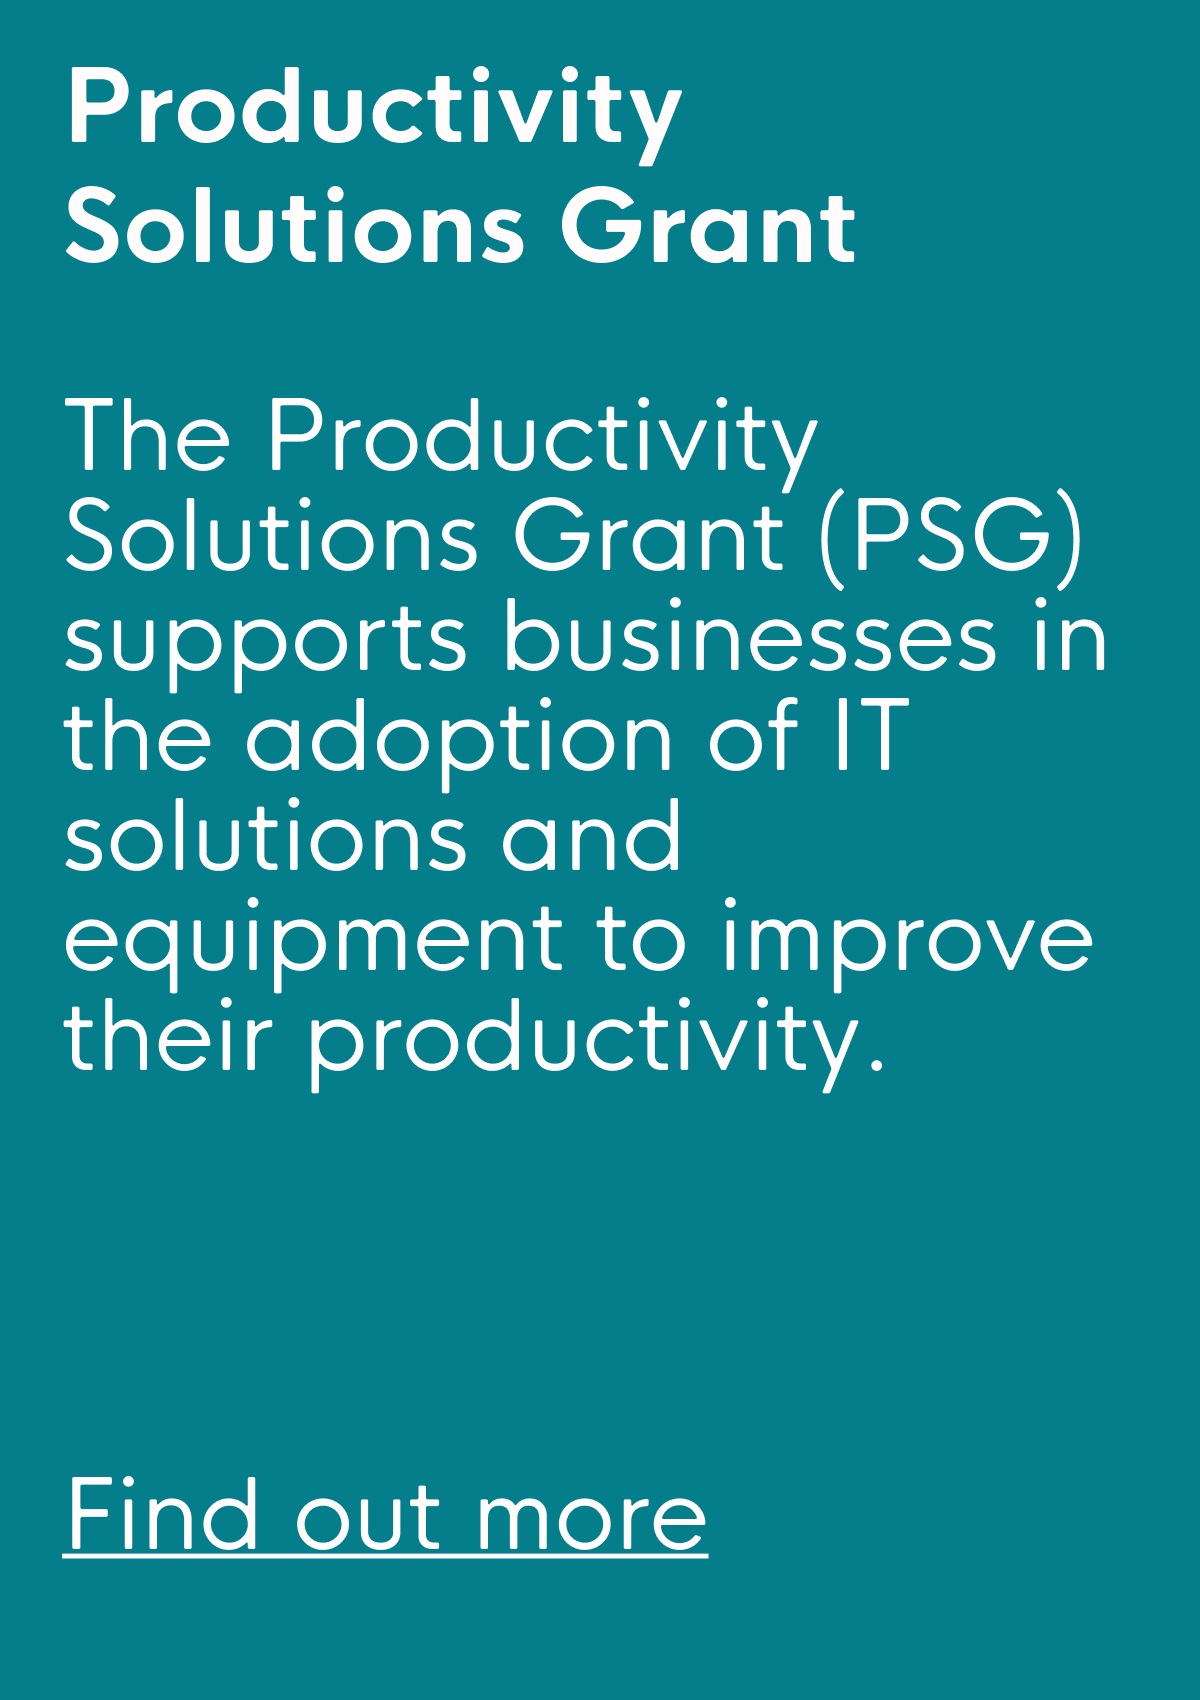 Productivity
Solutions Grant
The Productivity
Solutions Grant (PSG)
supports businesses in
the adoption of IT
solutions and
equipment to improve
their productivity.
Find out more